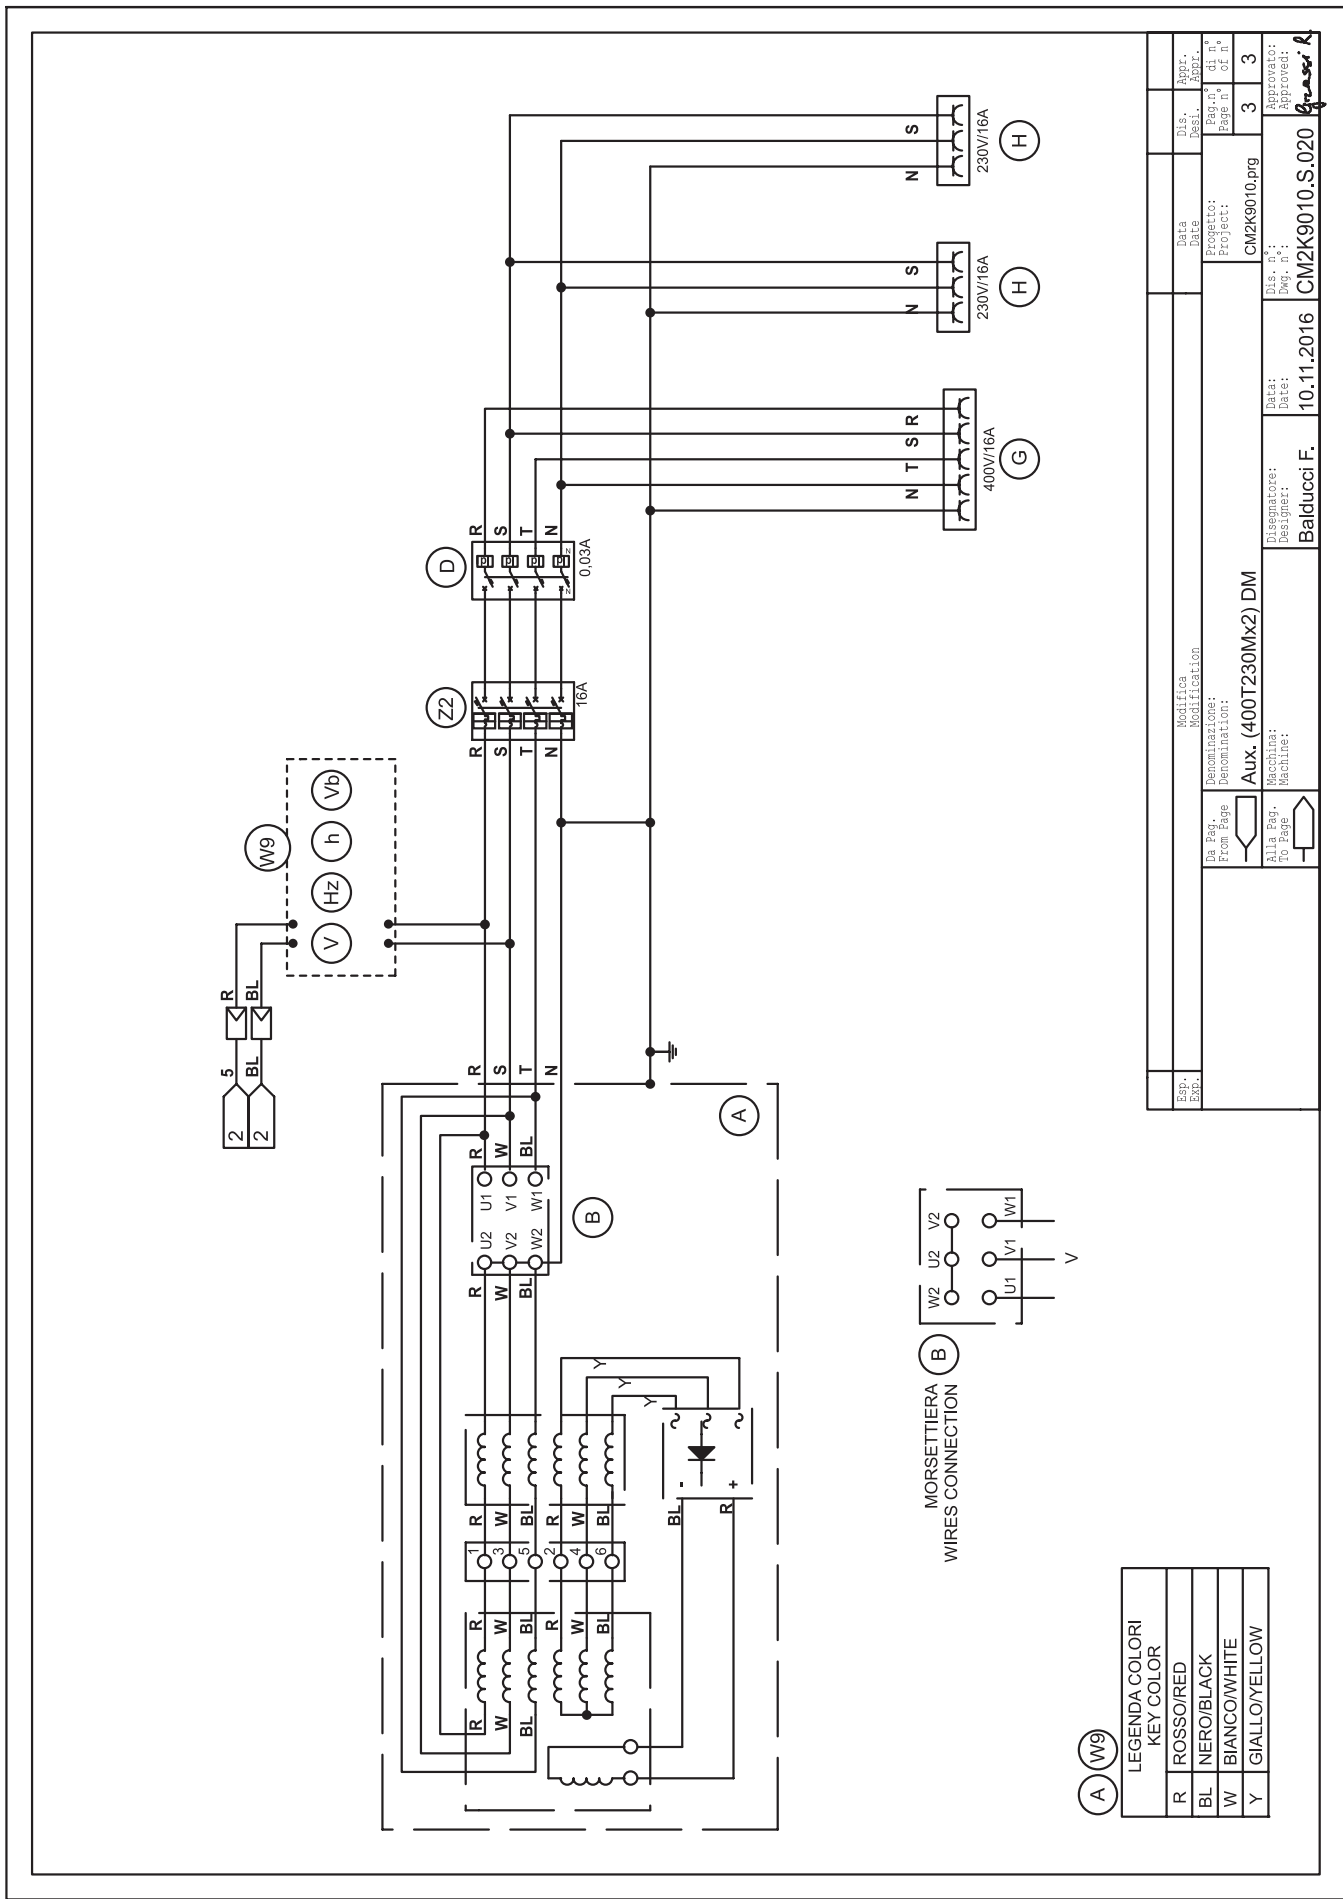 2
2
5
BL
R
BL
W9
V
Hz
h
Vb
A
R
W
BL
R
W
BL
R
W
BL
1
3
5
2
4
6
R
W
BL
R
W
BL
R
W
BL
U2
V2
W2
U1
V1
W1
R
W
BL
B
R
S
T
N
Y
Y
Y
BL
R
-
+
Z2
R
S
T
N
16A
D
P
P
P
P
N
N
R
S
T
N
0,03A
N T S R
400V/16A
G
N S
230V/16A
H
N S
230V/16A
H
MORSETTIERA
WIRES CONNECTION
B
W2 U2 V2
U1 V1 W1
V
A W9
LEGENDA COLORI
KEY COLOR
R ROSSO/RED
BL NERO/BLACK
W BIANCO/WHITE
Y GIALLO/YELLOW
Esp.
Exp.
Modifica
Modification
Data
Date
Dis.
Desi.
Appr.
Appr.
Da Pag.
From Page
Denominazione:
Denomination:
Aux. (400T230Mx2) DM
Progetto:
Project:
CM2K9010.prg
Pag.n°
Page n°
3
di n°
of n°
3
Alla Pag.
To Page
Macchina:
Machine:
Disegnatore:
Designer:
Balducci F.
Data:
Date:
10.11.2016
Dis. n°:
Dwg. n°:
CM2K9010.S.020
Approvato:
Approved: